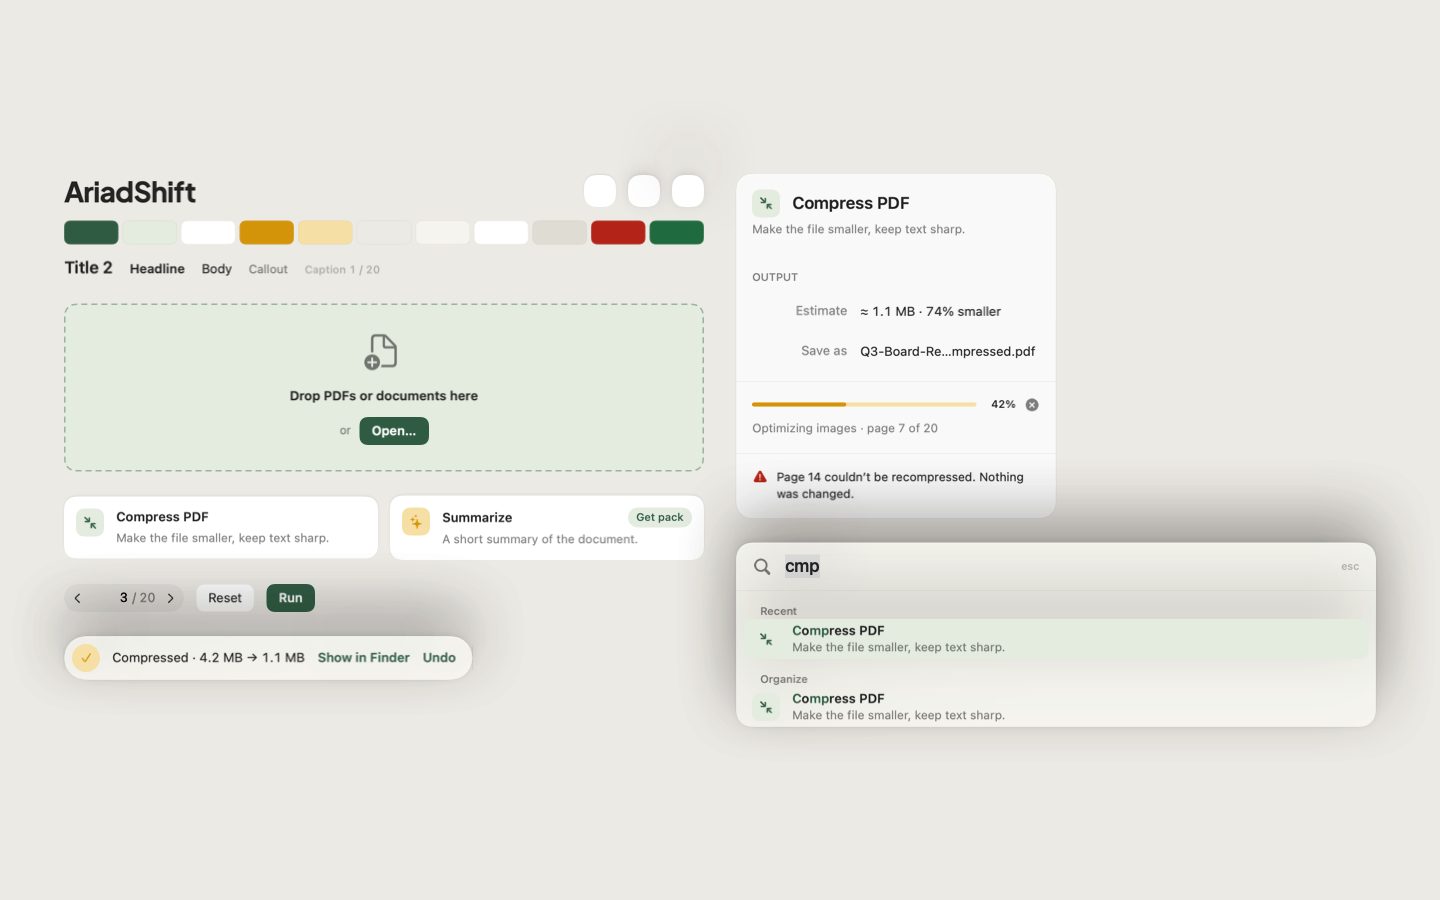 AriadShift
Title 2 Headline Body Callout Caption 1 / 20
Drop PDFs or documents here
or Open...
Compress PDF
Make the file smaller, keep text sharp.
Summarize Get pack
A short summary of the document.
3 / 20 Reset Run
Compressed · 4.2 MB → 1.1 MB Show in Finder Undo
Compress PDF
Make the file smaller, keep text sharp.
OUTPUT
Estimate ≈ 1.1 MB · 74% smaller
Save as Q3-Board-Re...mpressed.pdf
42%
Optimizing images · page 7 of 20
Page 14 couldn’t be recompressed. Nothing
was changed.
cmp esc
Recent
Compress PDF
Make the file smaller, keep text sharp.
Organize
Compress PDF
Make the file smaller, keep text sharp.